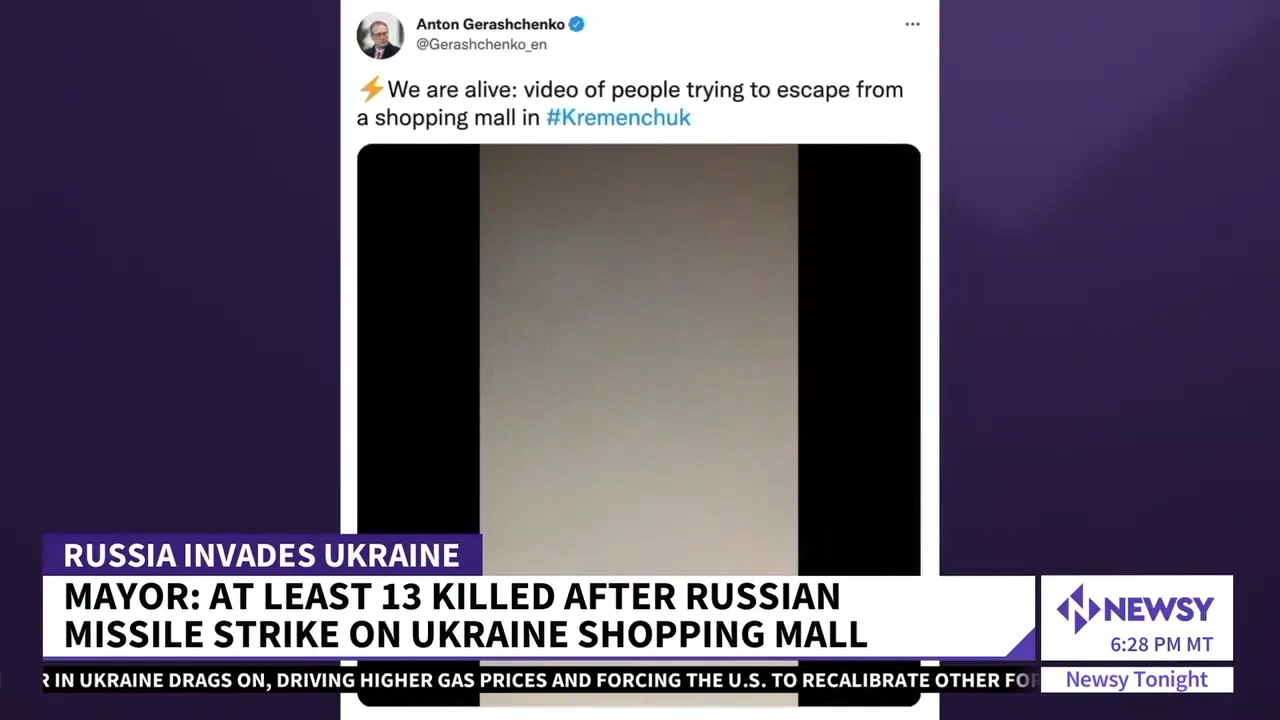 Anton Gerashchenko
@Gerashchenko_en
⚡We are alive: video of people trying to escape from
a shopping mall in #Kremenchuk
RUSSIA INVADES UKRAINE
MAYOR: AT LEAST 13 KILLED AFTER RUSSIAN
MISSILE STRIKE ON UKRAINE SHOPPING MALL
NEWSY
6:28 PM MT
IN UKRAINE DRAGS ON, DRIVING HIGHER GAS PRICES AND FORCING THE U.S. TO RECALIBRATE OTHER
Newsy Tonight